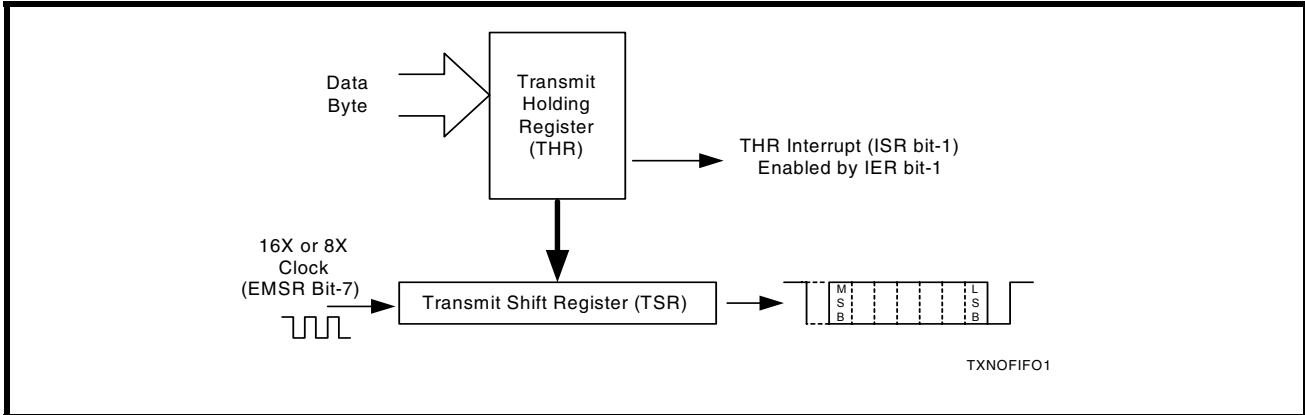 Data
Byte
Transmit
Holding
Register
(THR)
THR Interrupt (ISR bit-1)
Enabled by IER bit-1
16X or 8X
Clock
(EMSR Bit-7)
Transmit Shift Register (TSR)
M
S
B
L
S
B
TXNOFIFO1